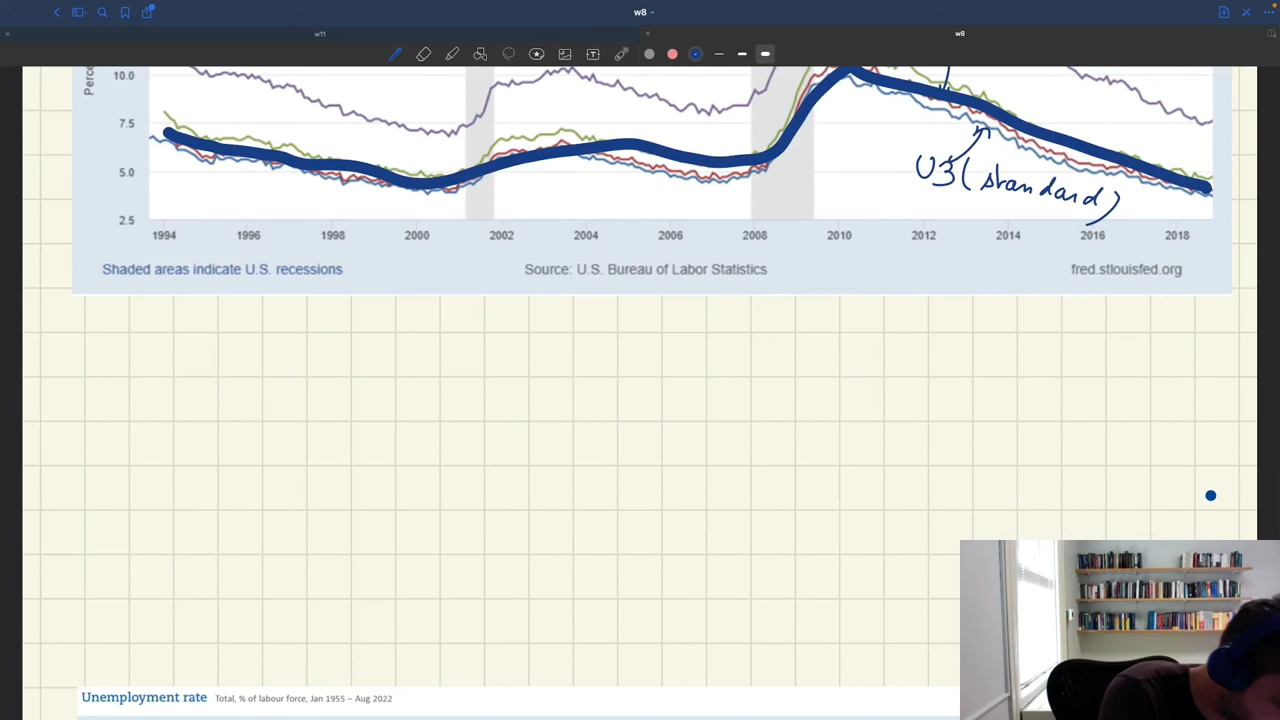 w8
w11
w8
Perce
10.0
7.5
5.0
2.5
U3 (standard)
1994 1996 1998 2000 2002 2004 2006 2008 2010 2012 2014 2016 2018
Shaded areas indicate U.S. recessions Source: U.S. Bureau of Labor Statistics fred.stlouisfed.org
Unemployment rate Total, % of labour force, Jan 1955 – Aug 2022